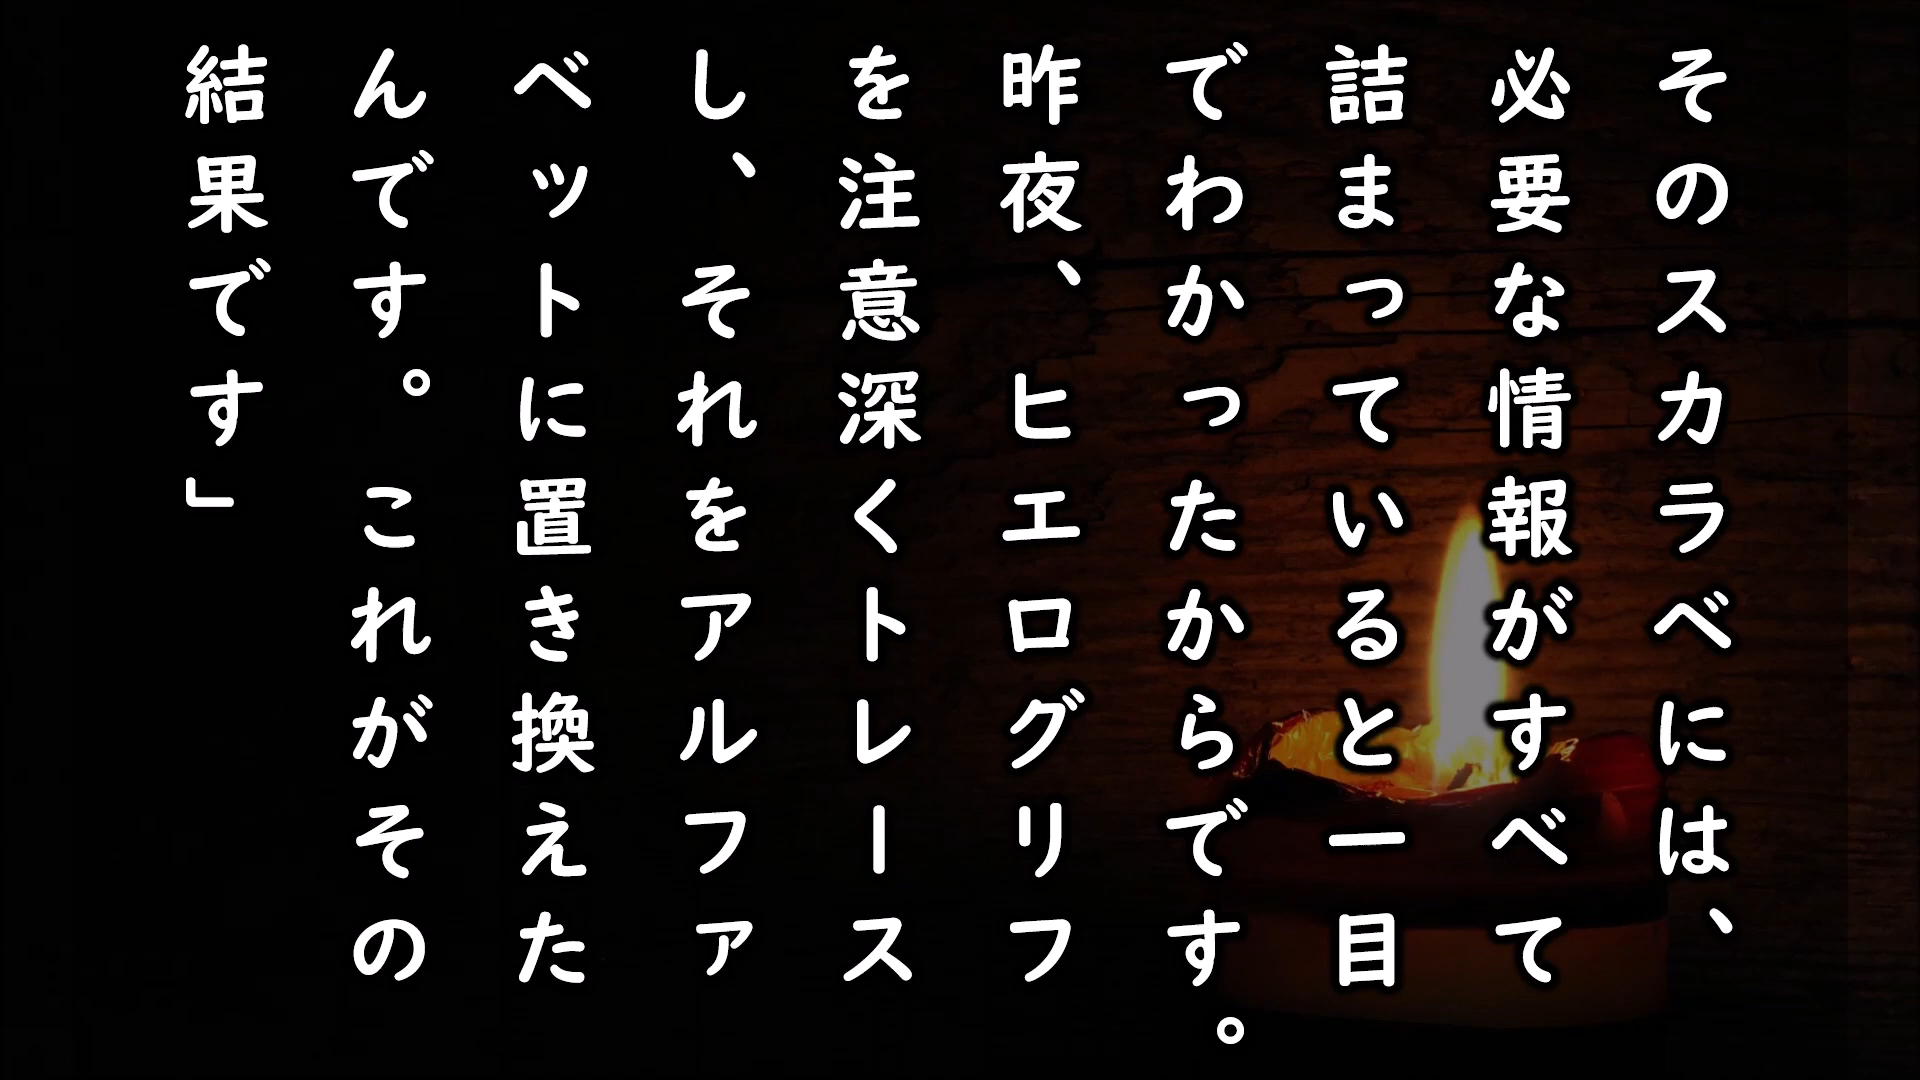 そのスカラベには、
必要な情報がすべて
詰まっていると一目
でわかったからです。
昨夜、ヒエログリフ
を注意深くトレース
し、それをアルファ
ベットに置き換えた
んです。これがその
結果です」